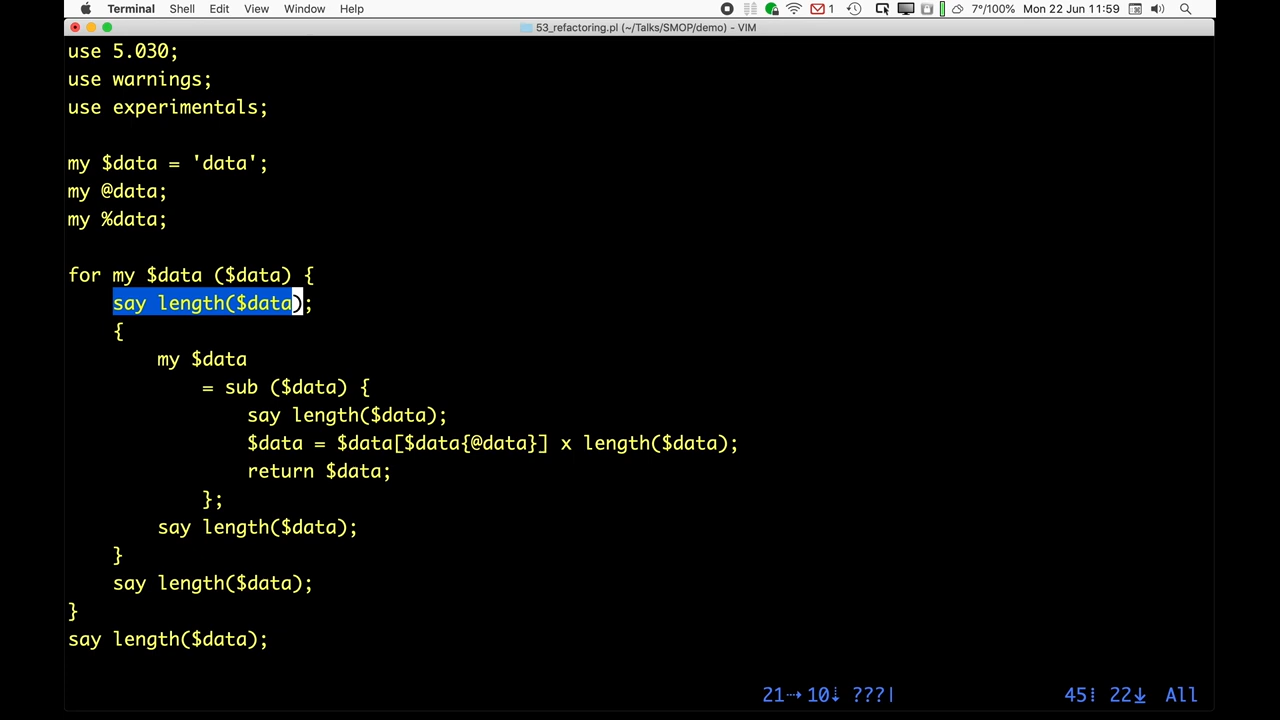 Terminal Shell Edit View Window Help 1 7°/100% Mon 22 Jun 11:59
53_refactoring.pl (~/Talks/SMOP/demo) - VIM
use 5.030;
use warnings;
use experimentals;
my $data = 'data';
my @data;
my %data;
for my $data ($data) {
    say length($data);
    {
        my $data
            = sub ($data) {
                say length($data);
                $data = $data[$data{@data}] x length($data);
                return $data;
            };
        say length($data);
    }
    say length($data);
}
say length($data);
21⇢ 10⇣ ???| 45⁞ 22↧ All